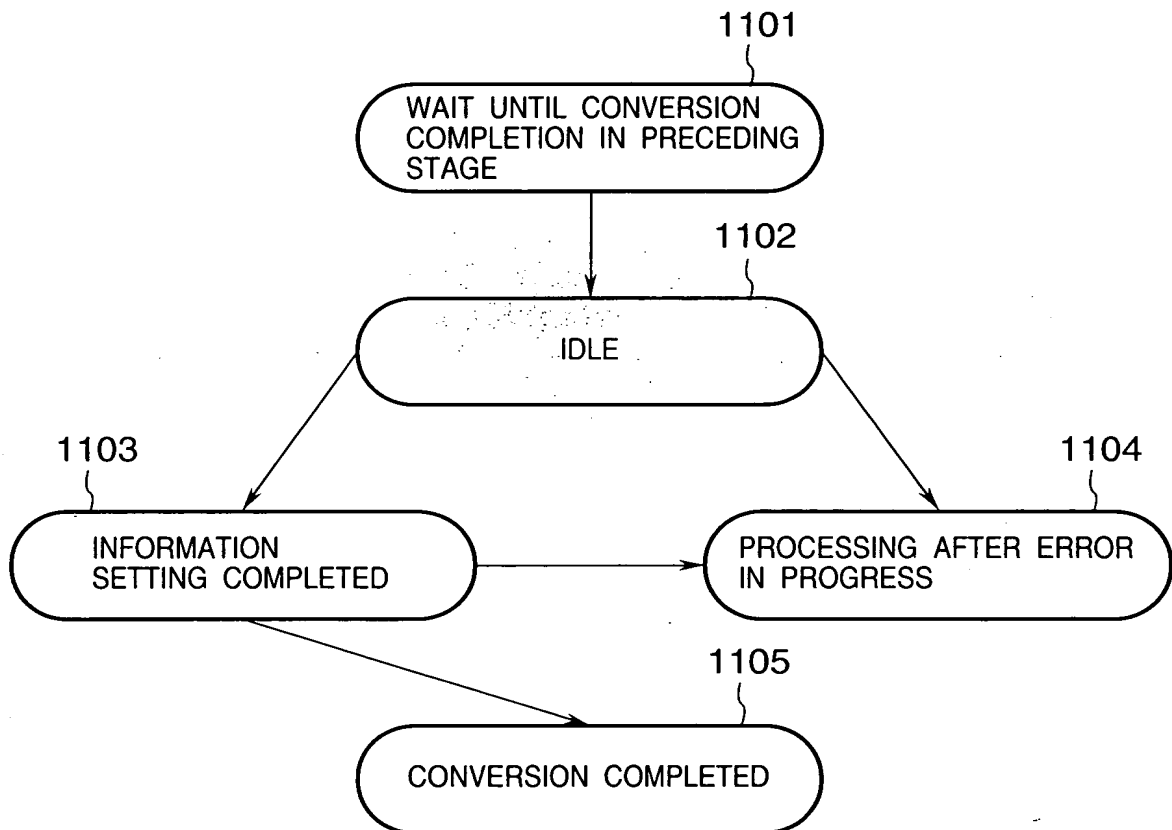 1101
WAIT UNTIL CONVERSION
COMPLETION IN PRECEDING
STAGE
1102
IDLE
1103
INFORMATION
SETTING COMPLETED
1104
PROCESSING AFTER ERROR
IN PROGRESS
1105
CONVERSION COMPLETED